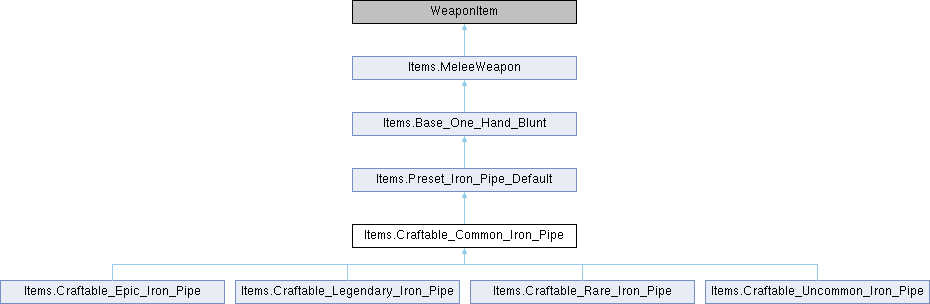 WeaponItem
Items.MeleeWeapon
Items.Base_One_Hand_Blunt
Items.Preset_Iron_Pipe_Default
Items.Craftable_Common_Iron_Pipe
Items.Craftable_Epic_Iron_Pipe
Items.Craftable_Legendary_Iron_Pipe
Items.Craftable_Rare_Iron_Pipe
Items.Craftable_Uncommon_Iron_Pipe